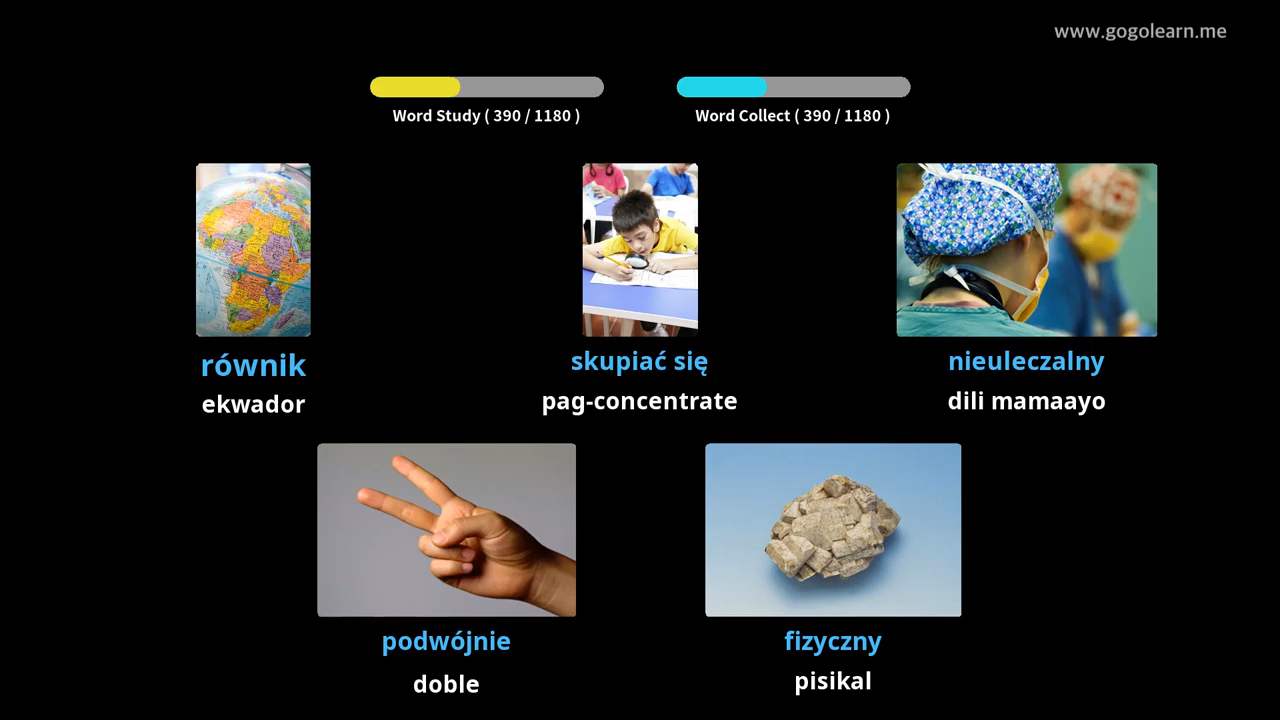 www.gogolearn.me
Word Study ( 390 / 1180 )
Word Collect ( 390 / 1180 )
równik
ekwador
skupiać się
pag-concentrate
nieuleczalny
dili mamaayo
podwójnie
doble
fizyczny
pisikal